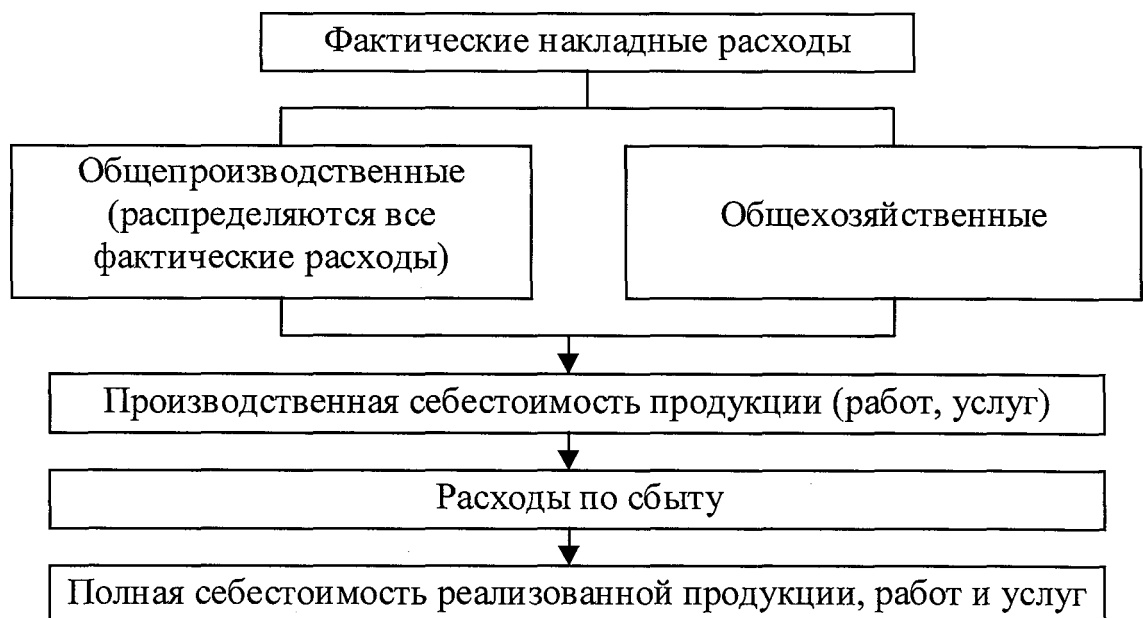 Фактические накладные расходы
Общепроизводственные
(распределяются все
фактические расходы)
Общехозяйственные
Производственная себестоимость продукции (работ, услуг)
Расходы по сбыту
Полная себестоимость реализованной продукции, работ и услуг